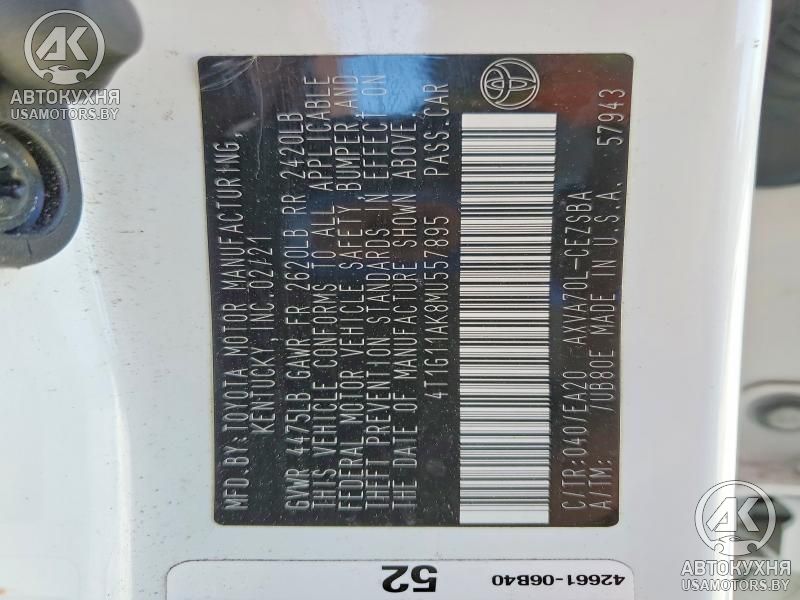 MFD. BY: TOYOTA MOTOR MANUFACTURING,
KENTUCKY, INC. 02/21
GVWR 4475LB GAWR FR 2620LB RR 2420LB
THIS VEHICLE CONFORMS TO ALL APPLICABLE
FEDERAL MOTOR VEHICLE SAFETY, BUMPER, AND
THEFT PREVENTION STANDARDS IN EFFECT ON
THE DATE OF MANUFACTURE SHOWN ABOVE.
4T1G11AK8MU557895 PASS. CAR
C/TR: 040/EA20 AXVA70L-CEZSBA
A/TM: /UB80E MADE IN U.S.A. 57943
52
42661-06B40
АК
АВТОКУХНЯ
USAMOTORS.BY
АК
АВТОКУХНЯ
USAMOTORS.BY